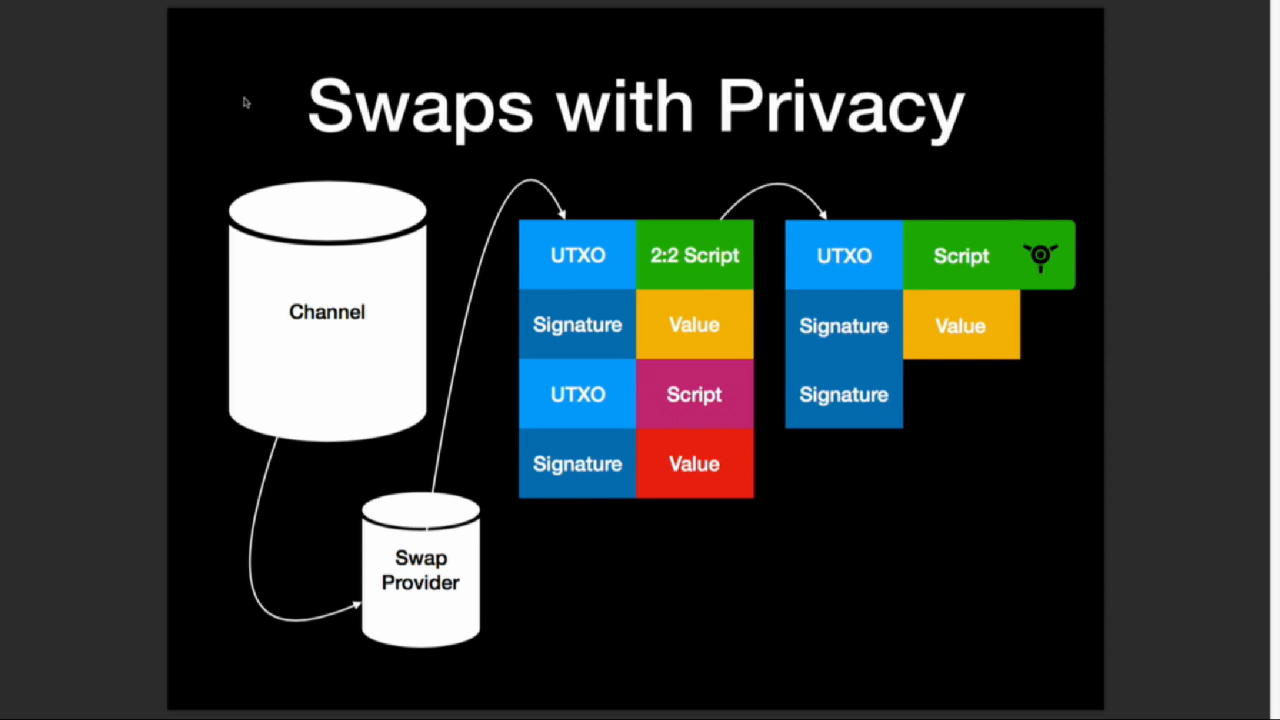 Swaps with Privacy
Channel
Swap
Provider
UTXO
2:2 Script
Signature
Value
UTXO
Script
Signature
Value
UTXO
Script
Signature
Value
Signature